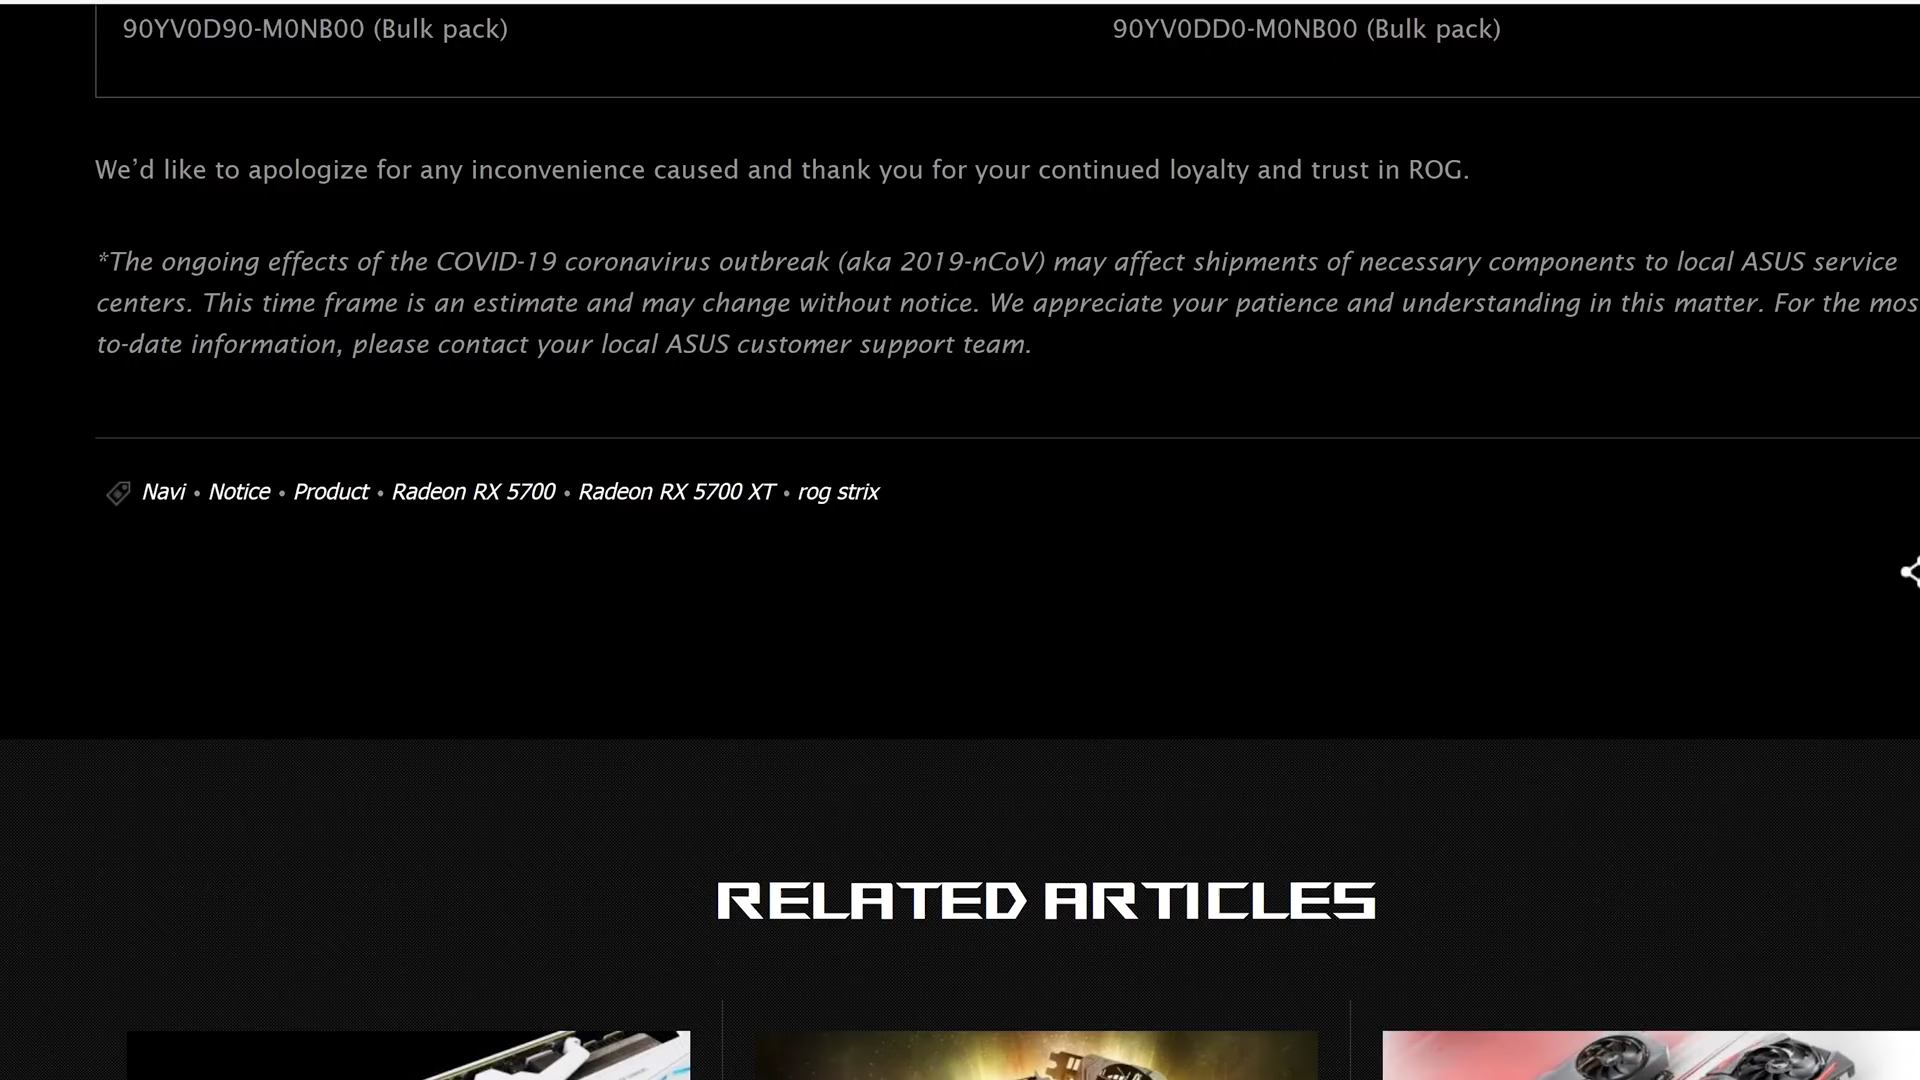 90YV0D90-M0NB00 (Bulk pack) 90YV0DD0-M0NB00 (Bulk pack)
We’d like to apologize for any inconvenience caused and thank you for your continued loyalty and trust in ROG.
*The ongoing effects of the COVID-19 coronavirus outbreak (aka 2019-nCoV) may affect shipments of necessary components to local ASUS service
centers. This time frame is an estimate and may change without notice. We appreciate your patience and understanding in this matter. For the mos
to-date information, please contact your local ASUS customer support team.
Navi • Notice • Product • Radeon RX 5700 • Radeon RX 5700 XT • rog strix
RELATED ARTICLES